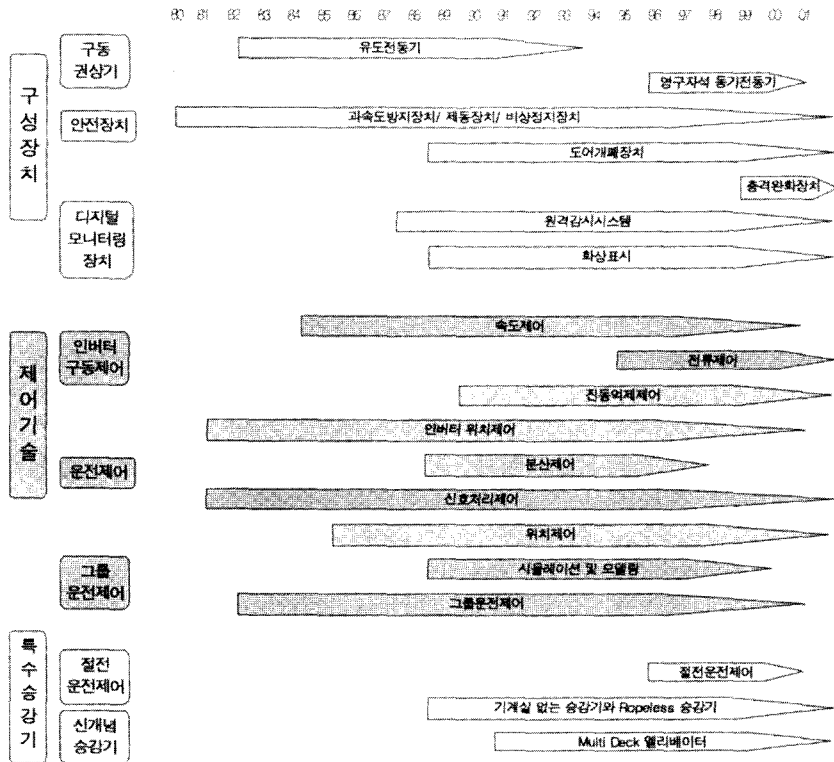 80 81 82 83 84 85 86 87 88 89 90 91 92 93 94 95 96 97 98 99 00 01
구성장치
구동
권상기
유도전동기
영구자석 동기전동기
안전장치
과속도방지장치/ 제동장치/ 비상정지장치
도어개폐장치
충격완화장치
디지털
모니터링
장치
원격감시시스템
화상표시
제어기술
인버터
구동제어
속도제어
전류제어
진동억제제어
인버터 위치제어
운전제어
분산제어
신호처리제어
위치제어
그룹
운전제어
시뮬레이션 및 모델링
그룹운전제어
특수승강기
절전
운전제어
절전운전제어
신개념
승강기
기계실 없는 승강기와 Ropeless 승강기
Multi Deck 엘리베이터